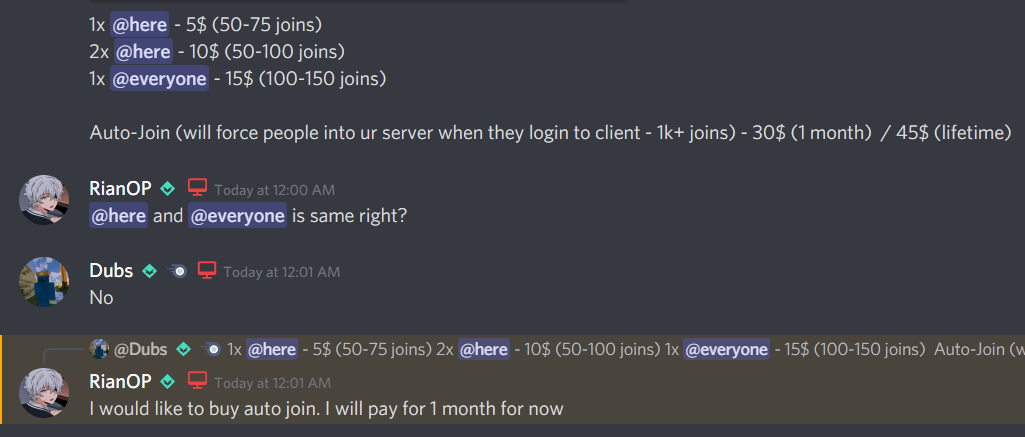 1x @here - 5$ (50-75 joins)
2x @here - 10$ (50-100 joins)
1x @everyone - 15$ (100-150 joins)
Auto-Join (will force people into ur server when they login to client - 1k+ joins) - 30$ (1 month) / 45$ (lifetime)
RianOP Today at 12:00 AM
@here and @everyone is same right?
Dubs Today at 12:01 AM
No
@Dubs 1x @here - 5$ (50-75 joins) 2x @here - 10$ (50-100 joins) 1x @everyone - 15$ (100-150 joins) Auto-Join (w
RianOP Today at 12:01 AM
I would like to buy auto join. I will pay for 1 month for now